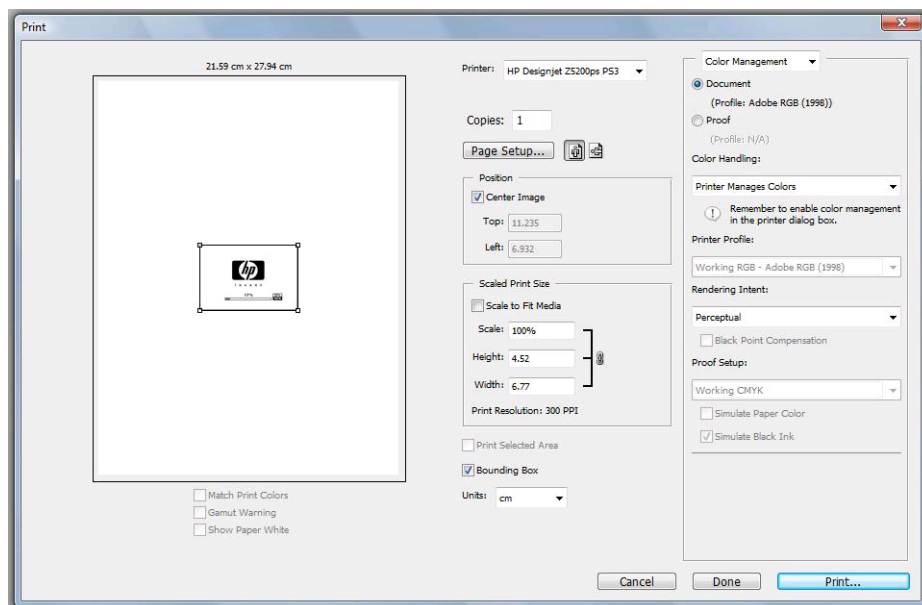 Print
21.59 cm x 27.94 cm
hp
invent
Match Print Colors
Gamut Warning
Show Paper White
Printer: HP Designjet Z5200ps PS3
Copies: 1
Page Setup...
Position
Center Image
Top: 11.235
Left: 6.932
Scaled Print Size
Scale to Fit Media
Scale: 100%
Height: 4.52
Width: 6.77
Print Resolution: 300 PPI
Print Selected Area
Bounding Box
Units: cm
Color Management
Document
(Profile: Adobe RGB (1998))
Proof
(Profile: N/A)
Color Handling:
Printer Manages Colors
Remember to enable color management
in the printer dialog box.
Printer Profile:
Working RGB - Adobe RGB (1998)
Rendering Intent:
Perceptual
Black Point Compensation
Proof Setup:
Working CMYK
Simulate Paper Color
Simulate Black Ink
Cancel
Done
Print...